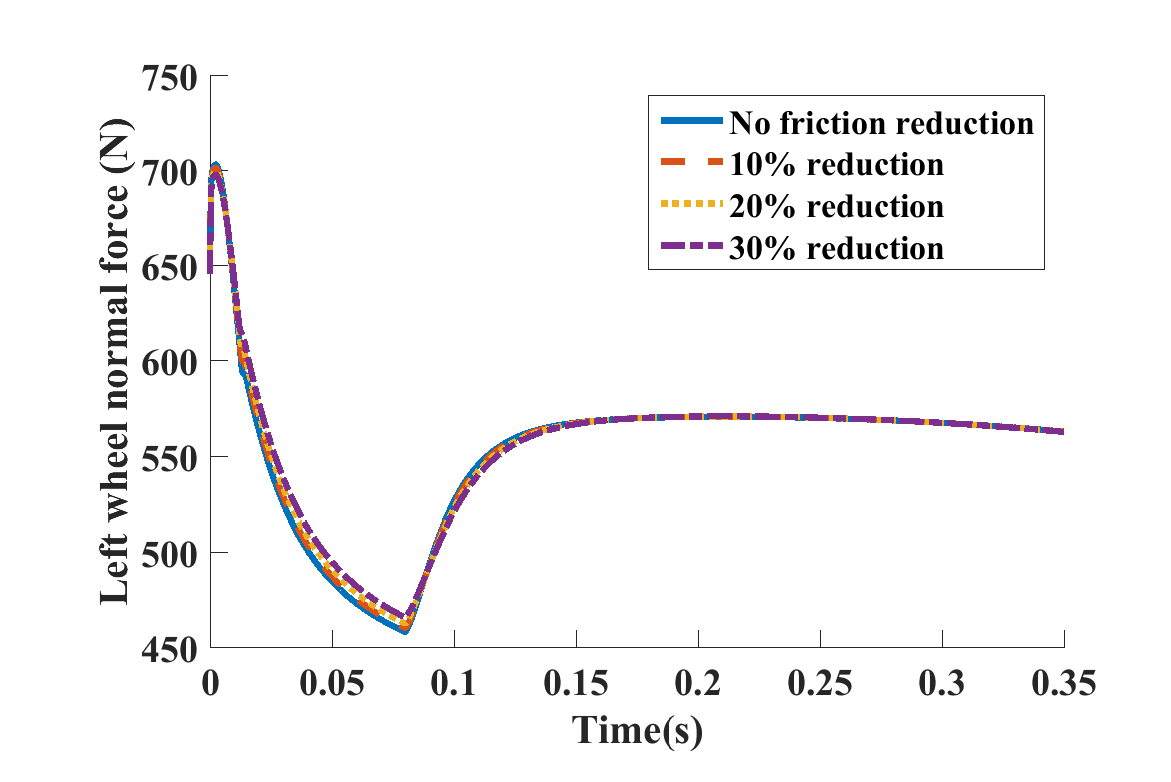 750
700
650
600
550
500
450
Left wheel normal force (N)
No friction reduction
10% reduction
20% reduction
30% reduction
0
0.05
0.1
0.15
0.2
0.25
0.3
0.35
Time(s)